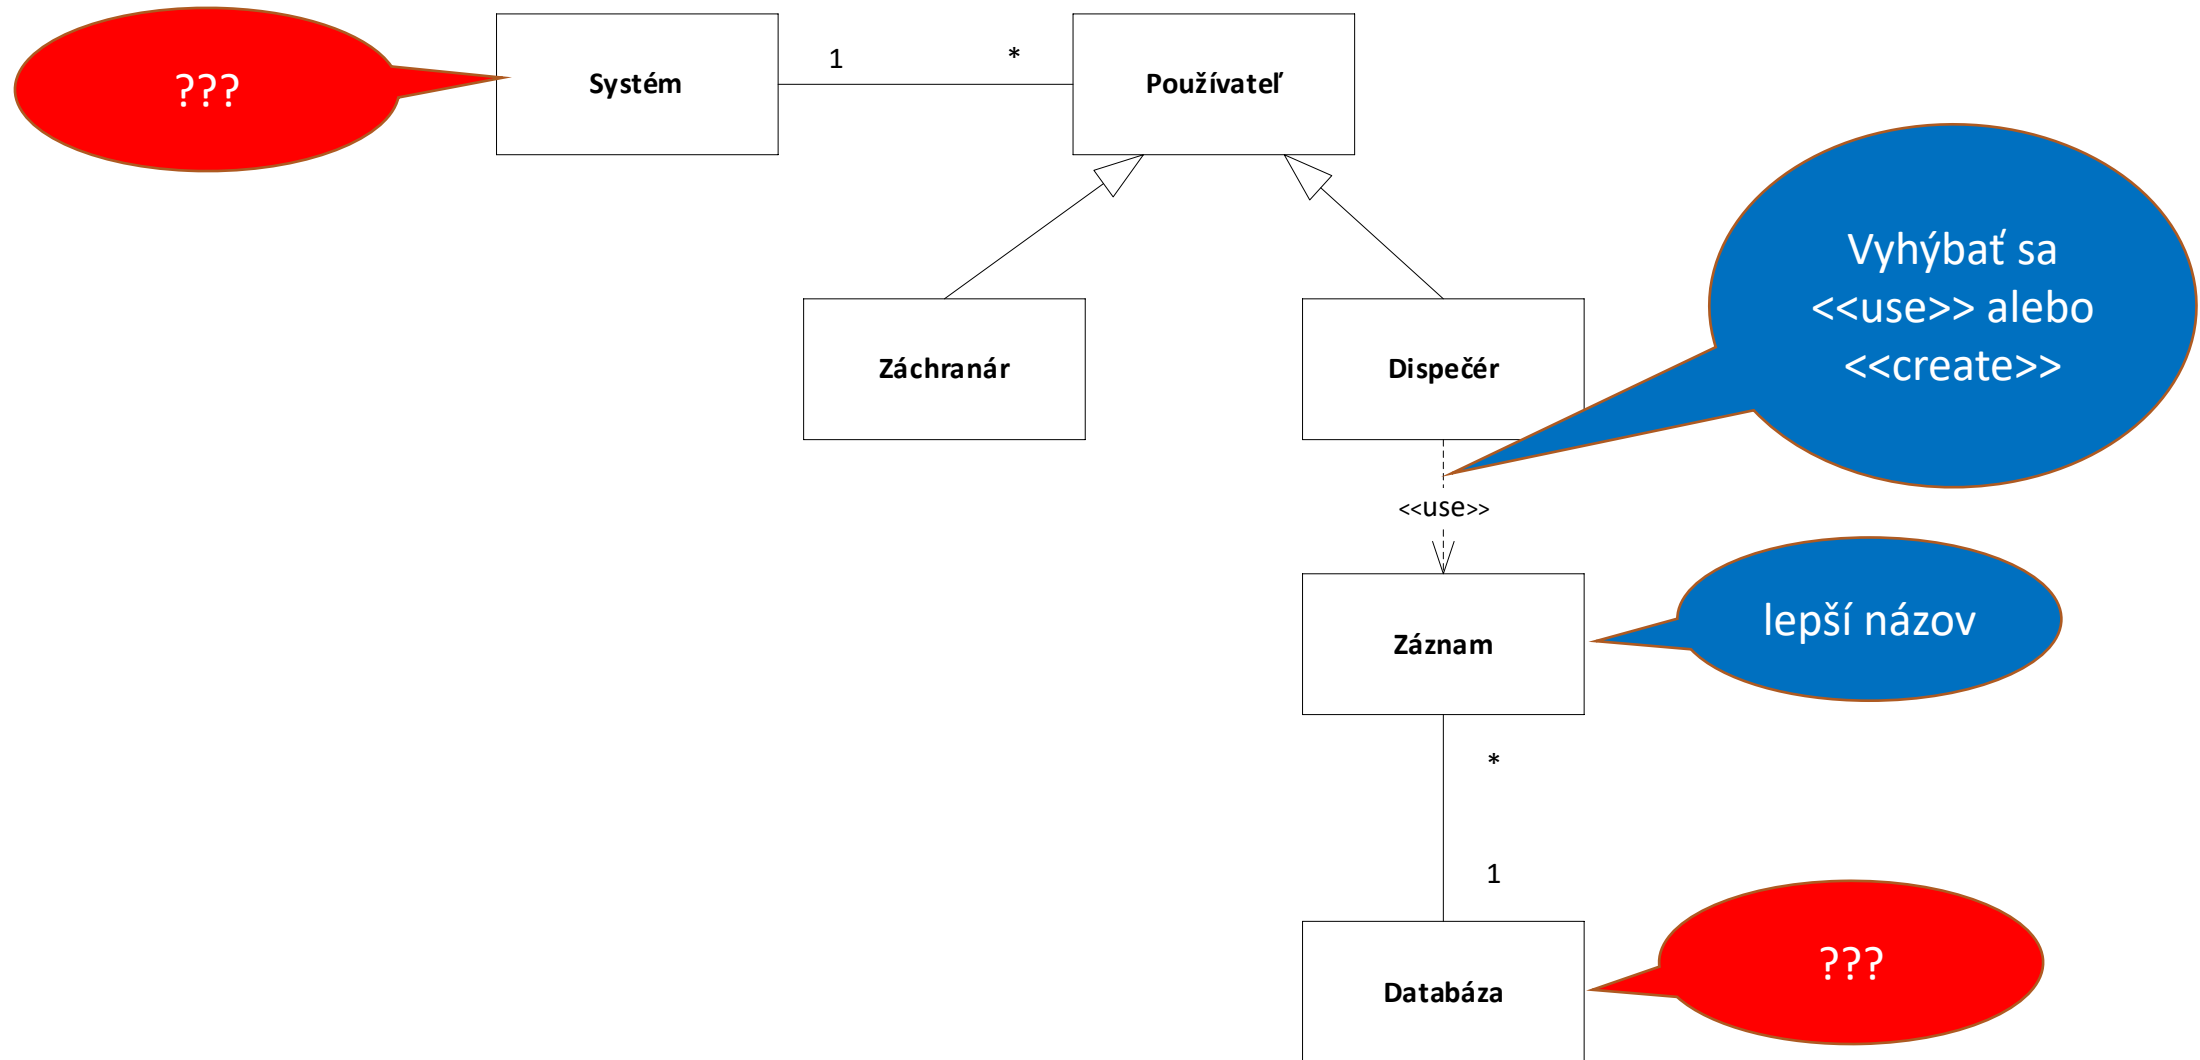 ???
Systém
1
*
Používateľ
Záchranár
Dispečér
Vyhýbať sa
<<use>> alebo
<<create>>
<<use>>
Záznam
lepší názov
*
1
Databáza
???